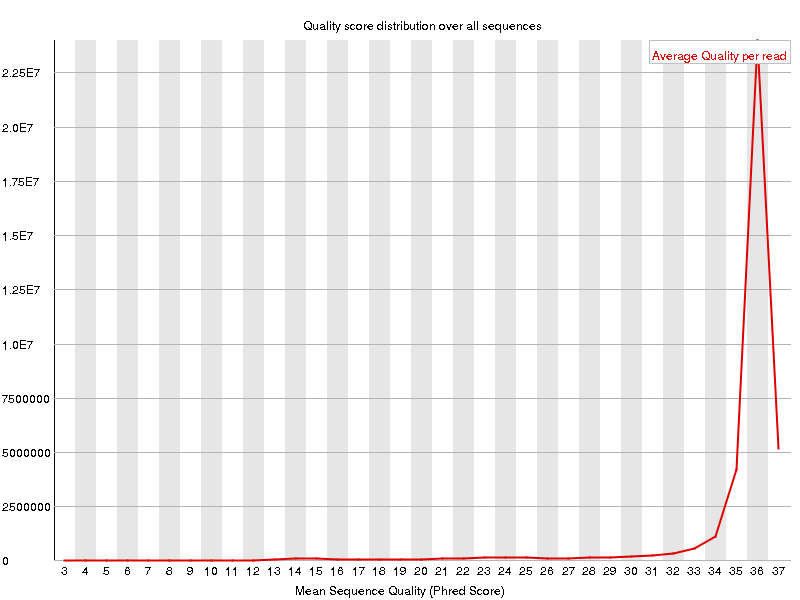 Quality score distribution over all sequences
Average Quality per read
2.25E7
2.0E7
1.75E7
1.5E7
1.25E7
1.0E7
7500000
5000000
2500000
0
3 4 5 6 7 8 9 10 11 12 13 14 15 16 17 18 19 20 21 22 23 24 25 26 27 28 29 30 31 32 33 34 35 36 37
Mean Sequence Quality (Phred Score)